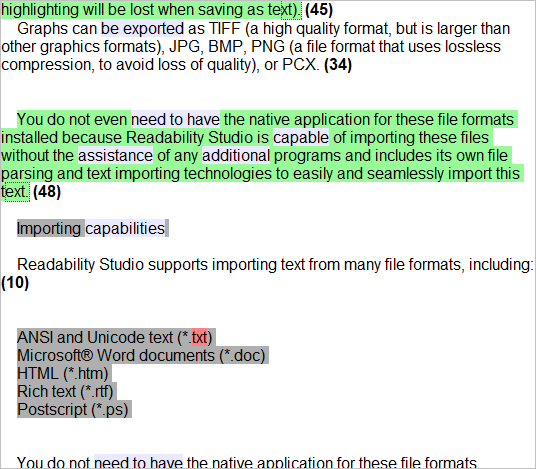 highlighting will be lost when saving as text). (45)
Graphs can be exported as TIFF (a high quality format, but is larger than
other graphics formats), JPG, BMP, PNG (a file format that uses lossless
compression, to avoid loss of quality), or PCX. (34)
You do not even need to have the native application for these file formats
installed because Readability Studio is capable of importing these files
without the assistance of any additional programs and includes its own file
parsing and text importing technologies to easily and seamlessly import this
text. (48)
Importing capabilities
Readability Studio supports importing text from many file formats, including:
(10)
ANSI and Unicode text (*.txt)
Microsoft® Word documents (*.doc)
HTML (*.htm)
Rich text (*.rtf)
Postscript (*.ps)
You do not need to have the native application for these file formats